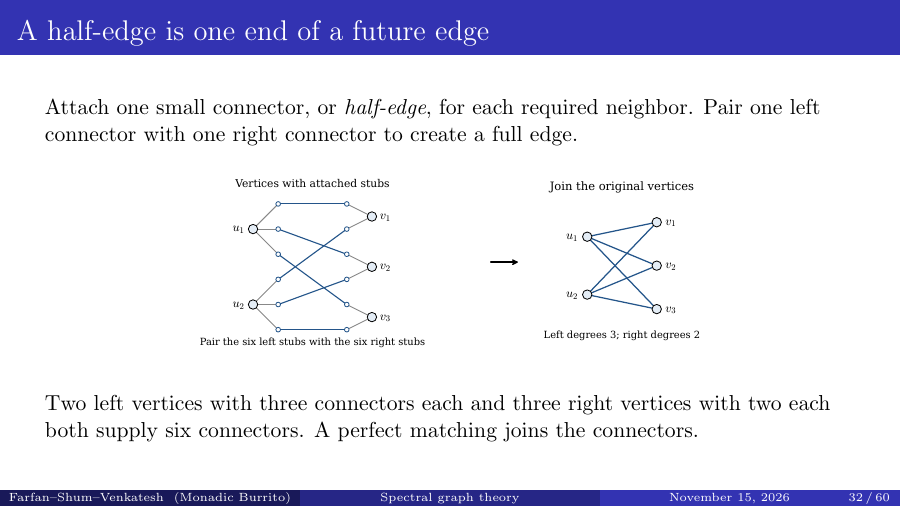 A half-edge is one end of a future edge
Attach one small connector, or half-edge, for each required neighbor. Pair one left
connector with one right connector to create a full edge.
Vertices with attached stubs
u1
u2
v1
v2
v3
Pair the six left stubs with the six right stubs
Join the original vertices
u1
u2
v1
v2
v3
Left degrees 3; right degrees 2
Two left vertices with three connectors each and three right vertices with two each
both supply six connectors. A perfect matching joins the connectors.
Farfan–Shum–Venkatesh (Monadic Burrito) Spectral graph theory November 15, 2026 32 / 60